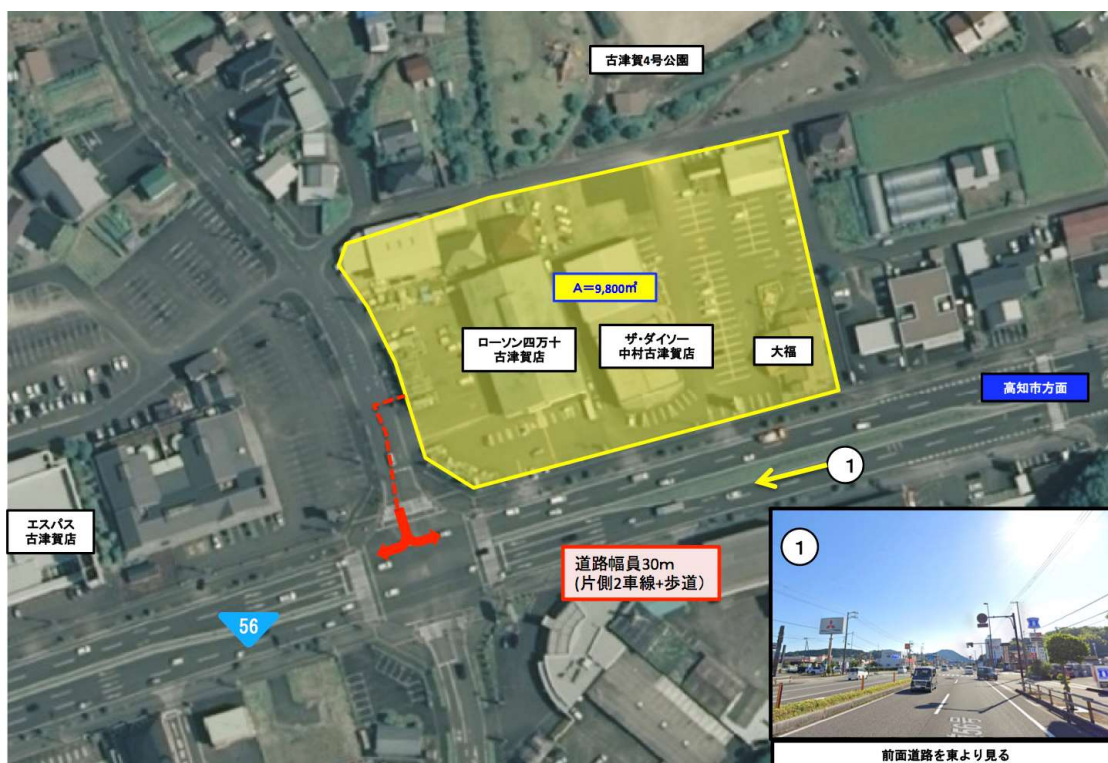 古津賀4号公園
A=9,800㎡
ローソン四万十
古津賀店
ザ・ダイソー
中村古津賀店
大福
高知市方面
1
エスパス
古津賀店
道路幅員30m
(片側2車線+歩道)
56
1
前面道路を東より見る